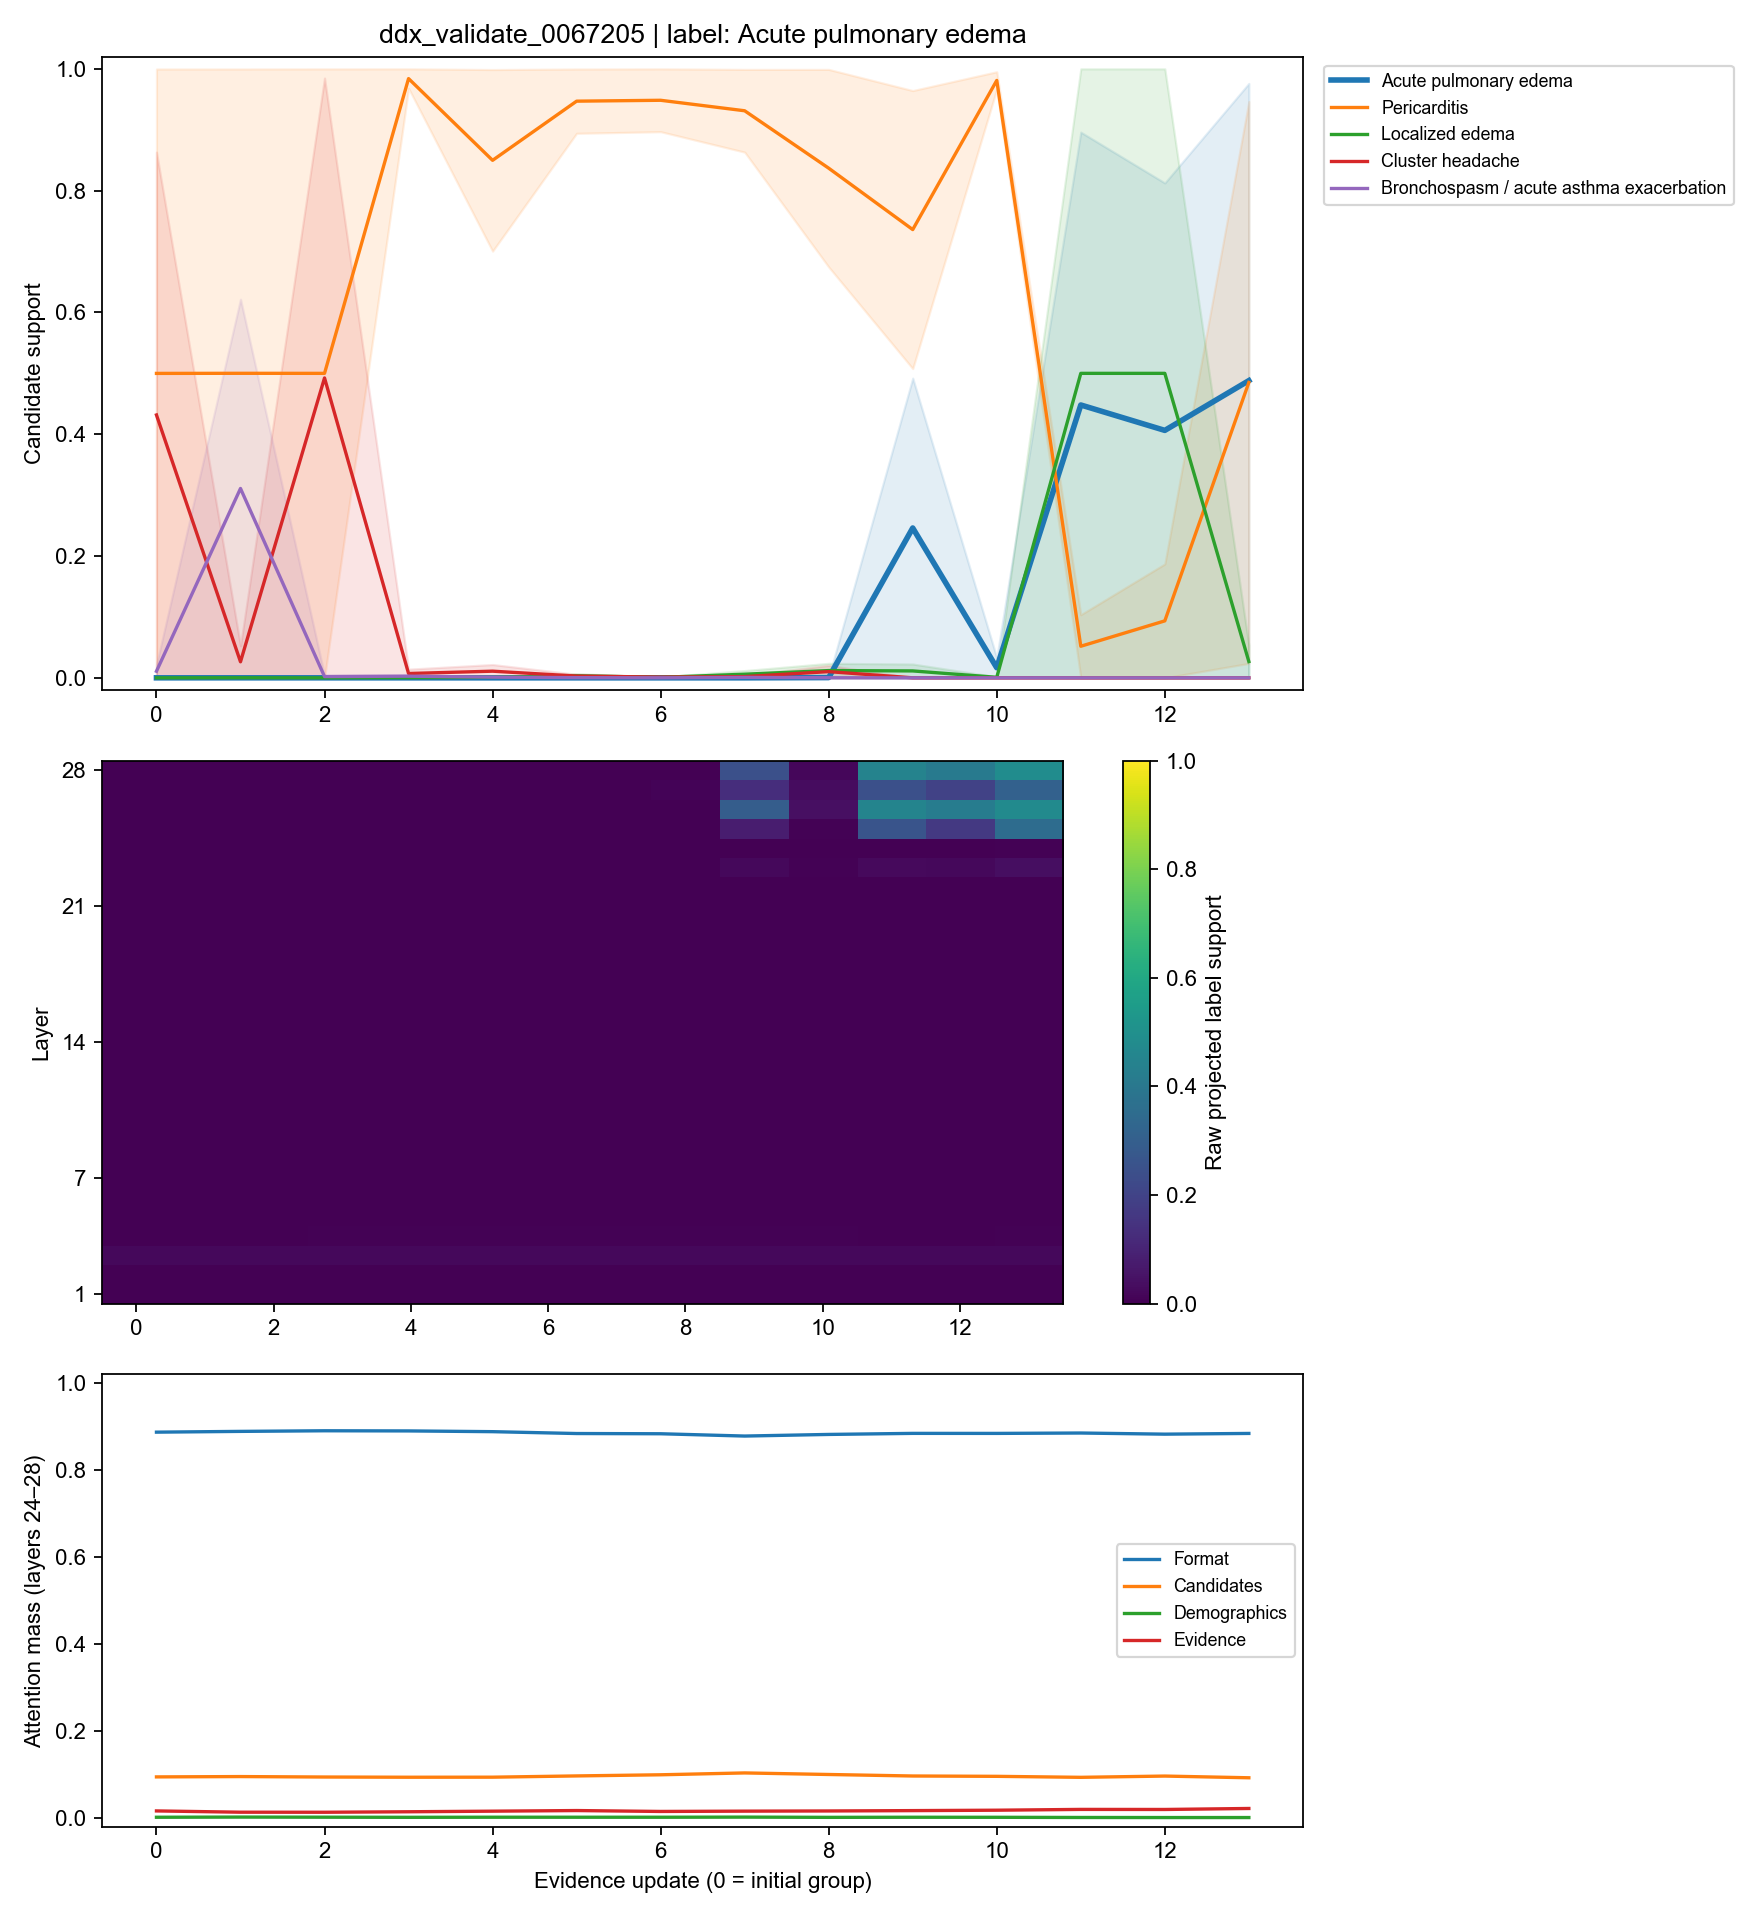 ddx_validate_0067205 | label: Acute pulmonary edema
Candidate support
1.0
0.8
0.6
0.4
0.2
0.0
0 2 4 6 8 10 12
Acute pulmonary edema
Pericarditis
Localized edema
Cluster headache
Bronchospasm / acute asthma exacerbation
Layer
28
21
14
7
1
0 2 4 6 8 10 12
1.0
0.8
0.6
0.4
0.2
0.0
Raw projected label support
Attention mass (layers 24–28)
1.0
0.8
0.6
0.4
0.2
0.0
Format
Candidates
Demographics
Evidence
0 2 4 6 8 10 12
Evidence update (0 = initial group)